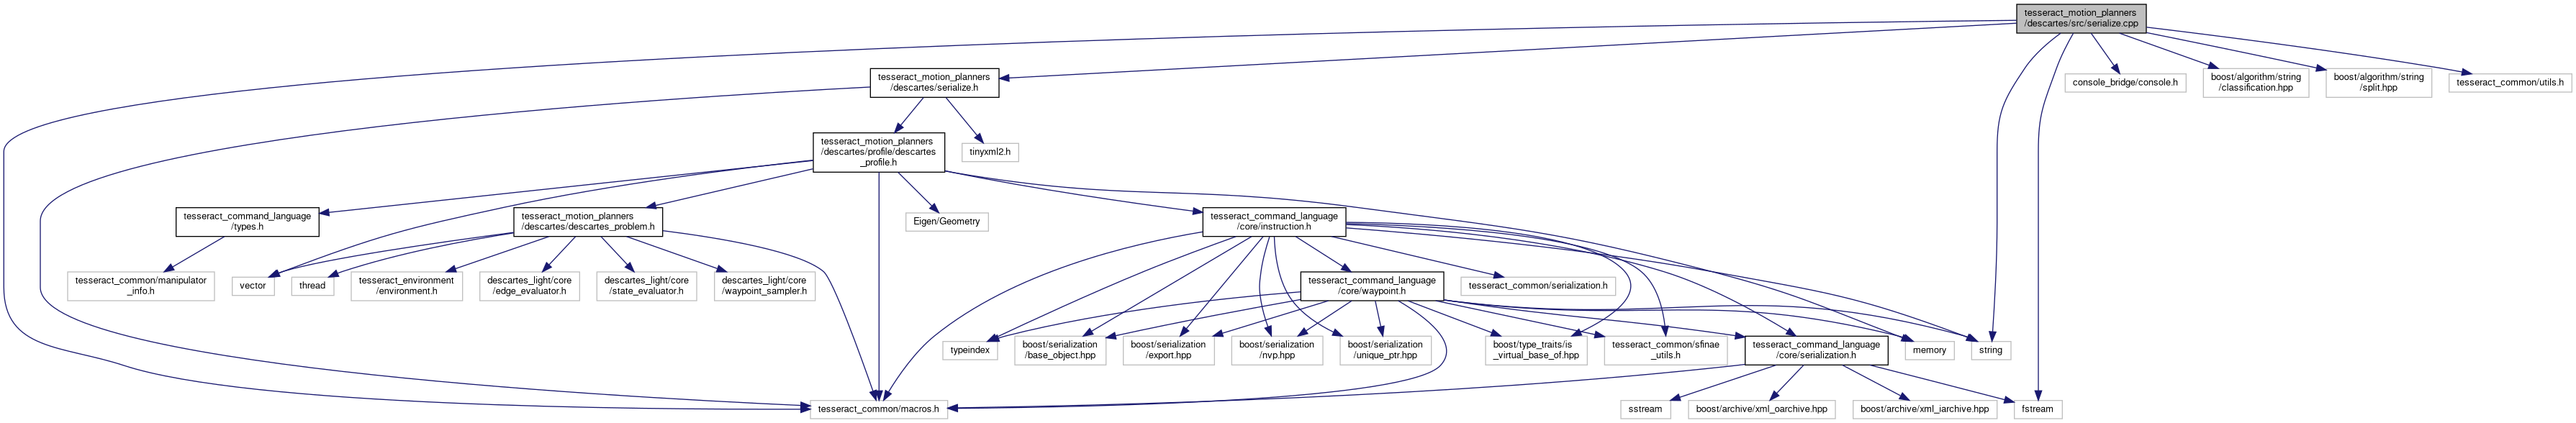 tesseract_motion_planners
/descartes/src/serialize.cpp
tesseract_motion_planners
/descartes/serialize.h
console_bridge/console.h
boost/algorithm/string
/classification.hpp
boost/algorithm/string
/split.hpp
tesseract_common/utils.h
tesseract_motion_planners
/descartes/profile/descartes
_profile.h
tinyxml2.h
tesseract_command_language
/types.h
tesseract_motion_planners
/descartes/descartes_problem.h
Eigen/Geometry
tesseract_command_language
/core/instruction.h
tesseract_common/manipulator
_info.h
vector
thread
tesseract_environment
/environment.h
descartes_light/core
/edge_evaluator.h
descartes_light/core
/state_evaluator.h
descartes_light/core
/waypoint_sampler.h
tesseract_command_language
/core/waypoint.h
tesseract_common/serialization.h
typeindex
boost/serialization
/base_object.hpp
boost/serialization
/export.hpp
boost/serialization
/nvp.hpp
boost/serialization
/unique_ptr.hpp
boost/type_traits/is
_virtual_base_of.hpp
tesseract_common/sfinae
_utils.h
tesseract_command_language
/core/serialization.h
memory
string
tesseract_common/macros.h
sstream
boost/archive/xml_oarchive.hpp
boost/archive/xml_iarchive.hpp
fstream